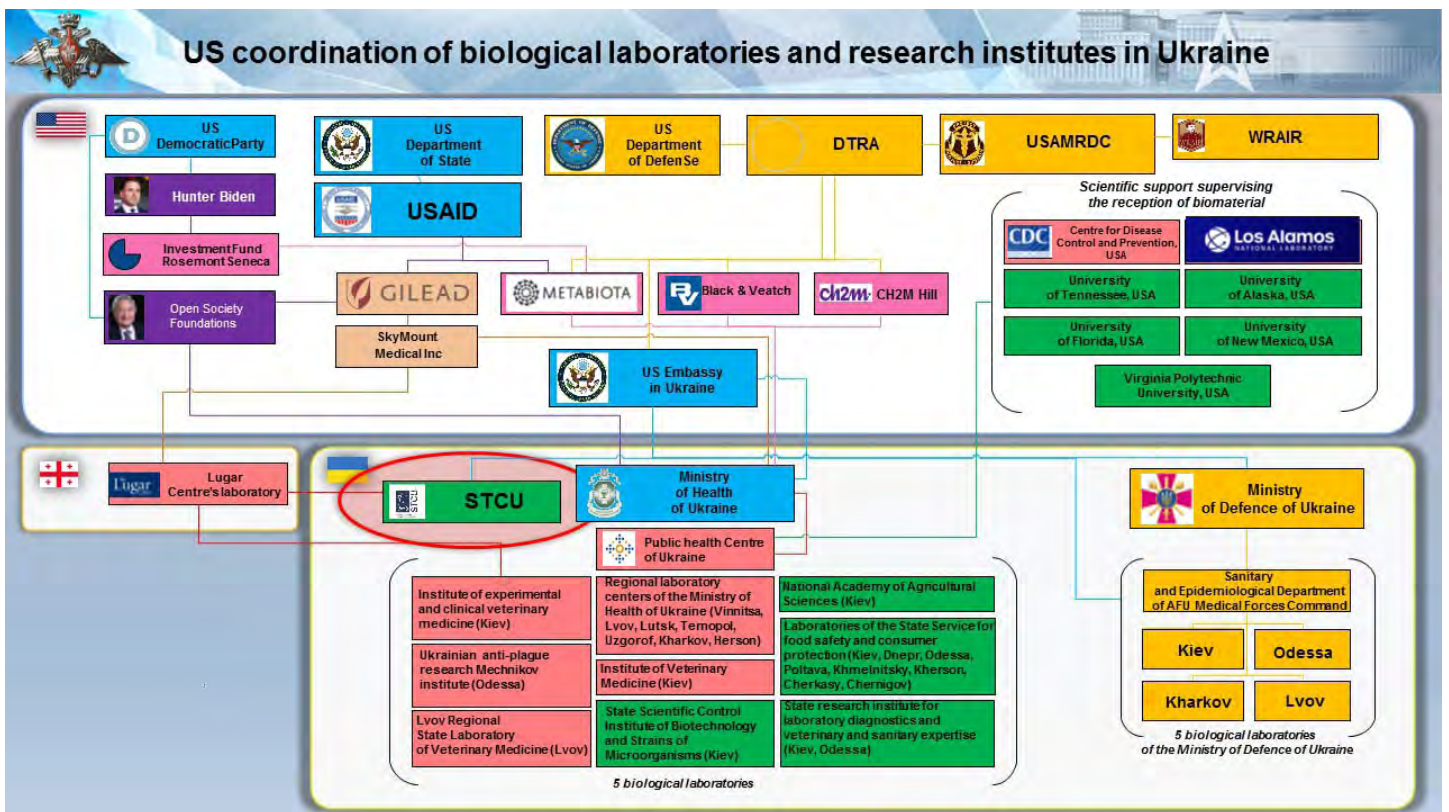 US coordination of biological laboratories and research institutes in Ukraine
D
US
DemocraticParty
US
Department
of State
US
Department
of DefenSe
DTRA
USAMRDC
WRAIR
Hunter Biden
USAID
Investment Fund
Rosemont Seneca
Open Society
Foundations
GILEAD
METABIOTA
BV
Black & Veatch
ch2m
CH2M Hill
SkyMount
Medical Inc
US Embassy
in Ukraine
Scientific support supervising
the reception of biomaterial
CDC
Centre for Disease
Control and Prevention,
USA
Los Alamos
NATIONAL LABORATORY
University
of Tennessee, USA
University
of Alaska, USA
University
of Florida, USA
University
of New Mexico, USA
Virginia Polytechnic
University, USA
Lugar
Lugar
Centre's laboratory
STCU
STCU
Ministry
of Health
of Ukraine
Ministry
of Defence of Ukraine
Public health Centre
of Ukraine
Institute of experimental
and clinical veterinary
medicine (Kiev)
Ukrainian anti-plague
research Mechnikov
institute (Odessa)
Lvov Regional
State Laboratory
of Veterinary Medicine (Lvov)
Regional laboratory
centers of the Ministry of
Health of Ukraine (Vinnitsa,
Lvov, Lutsk, Ternopol,
Uzgorof, Kharkov, Herson)
Institute of Veterinary
Medicine (Kiev)
State Scientific Control
Institute of Biotechnology
and Strains of
Microorganisms (Kiev)
National Academy of Agricultural
Sciences (Kiev)
Laboratories of the State Service for
food safety and consumer
protection (Kiev, Dnepr, Odessa,
Poltava, Khmelnitsky, Kherson,
Cherkasy, Chernigov)
State research institute for
laboratory diagnostics and
veterinary and sanitary expertise
(Kiev, Odessa)
5 biological laboratories
Sanitary
and Epidemiological Department
of AFU Medical Forces Command
Kiev
Odessa
Kharkov
Lvov
5 biological laboratories
of the Ministry of Defence of Ukraine